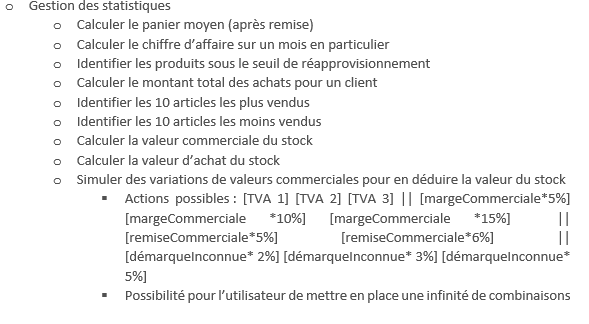 o Gestion des statistiques
o Calculer le panier moyen (après remise)
o Calculer le chiffre d’affaire sur un mois en particulier
o Identifier les produits sous le seuil de réapprovisionnement
o Calculer le montant total des achats pour un client
o Identifier les 10 articles les plus vendus
o Identifier les 10 articles les moins vendus
o Calculer la valeur commerciale du stock
o Calculer la valeur d’achat du stock
o Simuler des variations de valeurs commerciales pour en déduire la valeur du stock
▪ Actions possibles : [TVA 1] [TVA 2] [TVA 3] || [margeCommerciale*5%]
[margeCommerciale *10%] [margeCommerciale *15%] ||
[remiseCommerciale*5%] [remiseCommerciale*6%] ||
[démarqueInconnue* 2%] [démarqueInconnue* 3%] [démarqueInconnue*
5%]
▪ Possibilité pour l’utilisateur de mettre en place une infinité de combinaisons